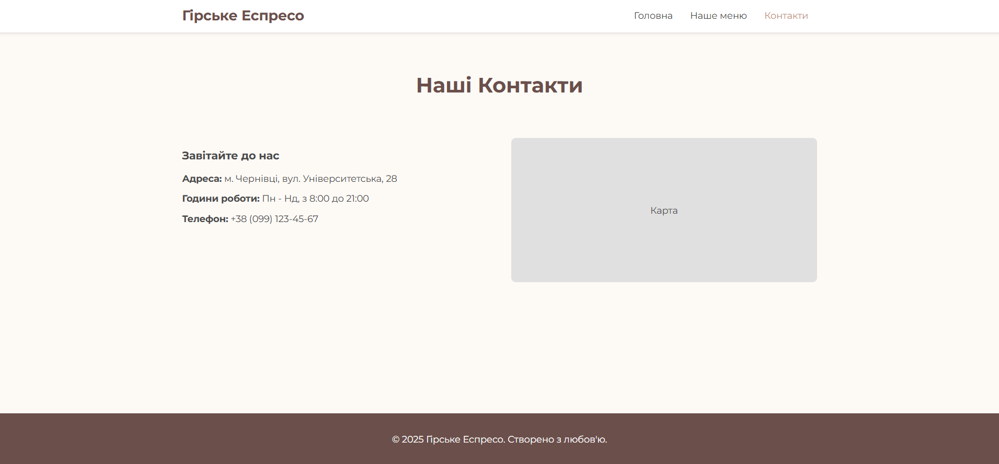 Гірське Еспресо
Головна Наше меню Контакти
Наші Контакти
Завітайте до нас
Адреса: м. Чернівці, вул. Університетська, 28
Години роботи: Пн - Нд, з 8:00 до 21:00
Телефон: +38 (099) 123-45-67
Карта
© 2025 Гірське Еспресо. Створено з любов'ю.